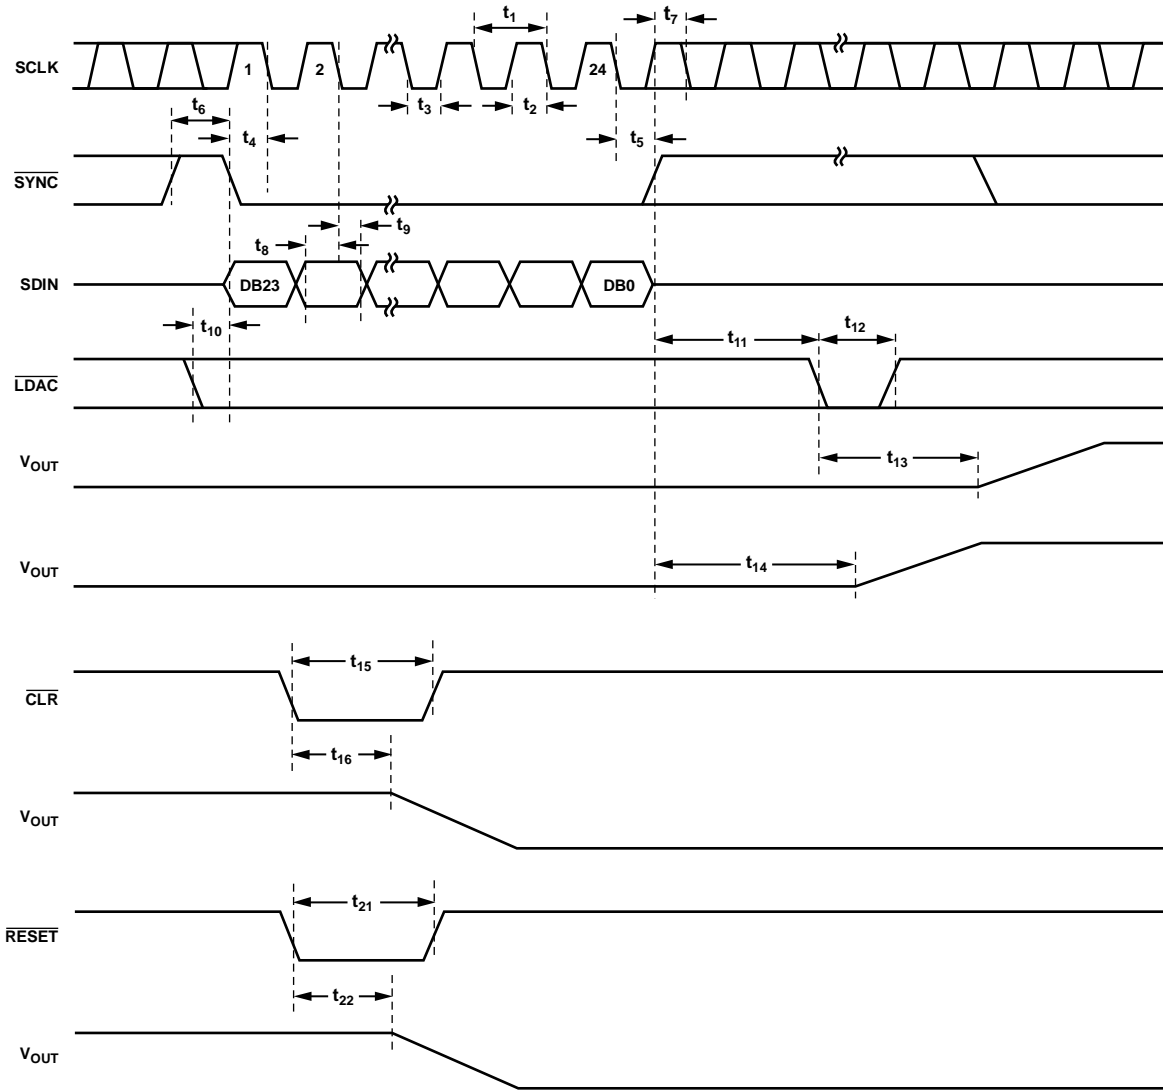 t1
t7
SCLK
1
2
24
t6
t3
t2
t4
t5
SYNC
t9
t8
SDIN
DB23
DB0
t10
t11
t12
LDAC
VOUT
t13
VOUT
t14
t15
CLR
t16
VOUT
t21
RESET
t22
VOUT